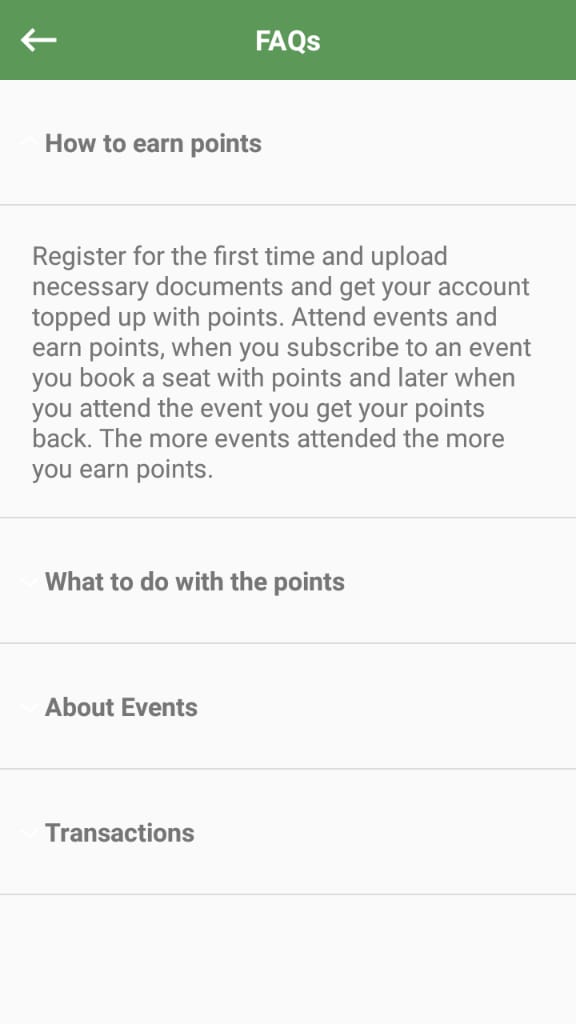 FAQs
How to earn points
Register for the first time and upload
necessary documents and get your account
topped up with points. Attend events and
earn points, when you subscribe to an event
you book a seat with points and later when
you attend the event you get your points
back. The more events attended the more
you earn points.
What to do with the points
About Events
Transactions